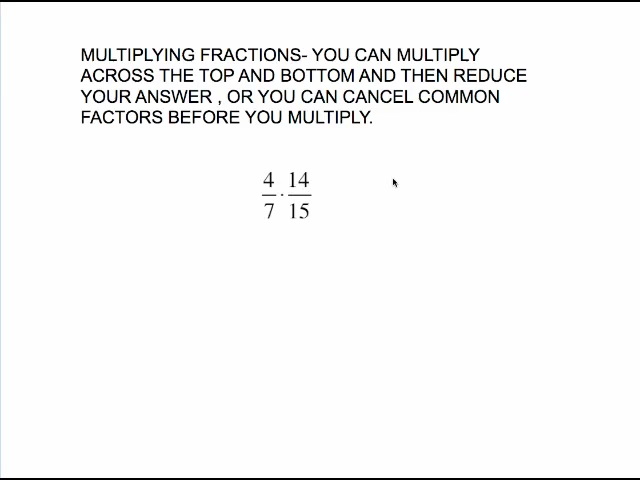 MULTIPLYING FRACTIONS- YOU CAN MULTIPLY
ACROSS THE TOP AND BOTTOM AND THEN REDUCE
YOUR ANSWER , OR YOU CAN CANCEL COMMON
FACTORS BEFORE YOU MULTIPLY.
4 14
— · —
7 15